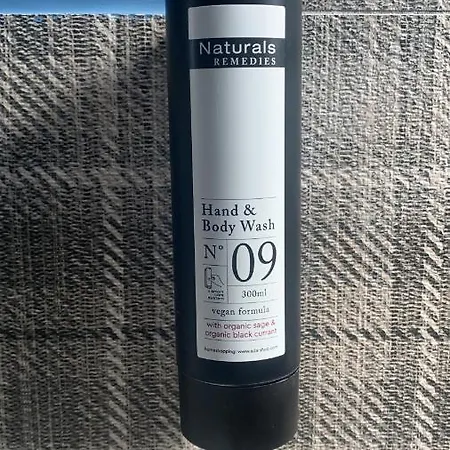 Naturals
REMEDIES
Hand &
Body Wash
N° 09
300ml
vegan formula
with organic sage &
organic black currant